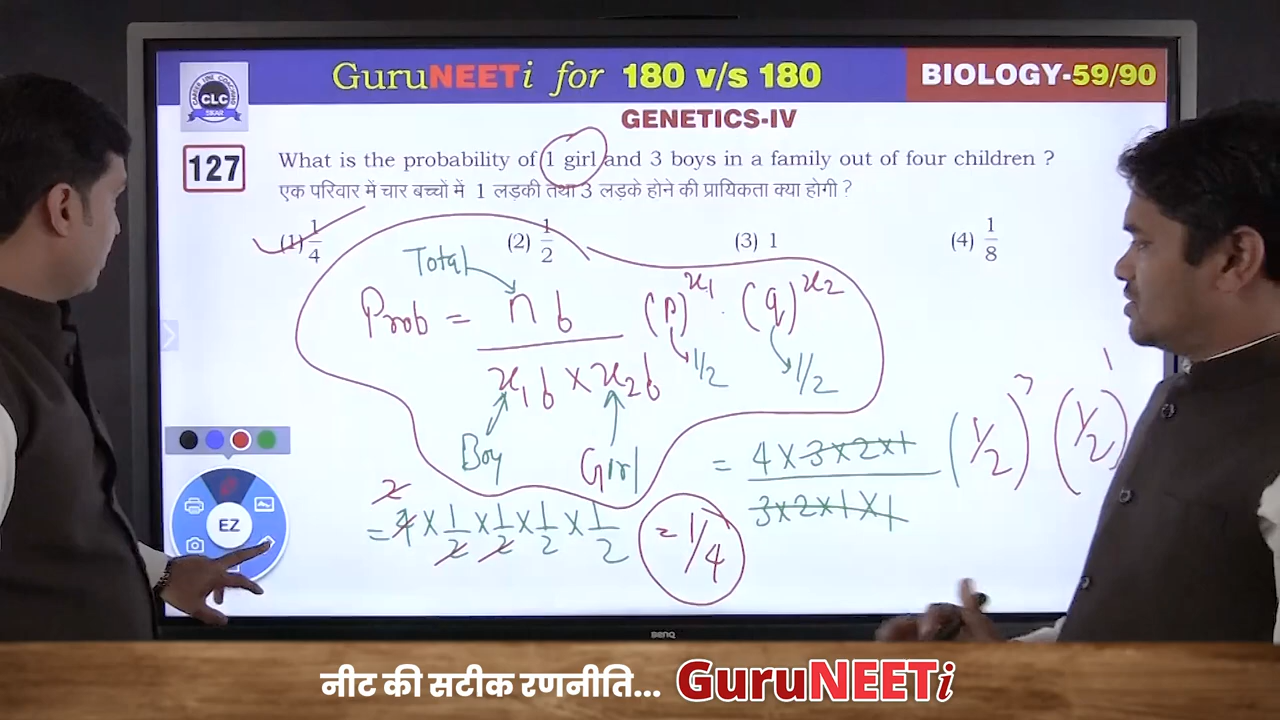 GuruNEETi for 180 v/s 180
BIOLOGY-59/90
CLC
SIKAR
GENETICS-IV
127
What is the probability of 1 girl and 3 boys in a family out of four children ?
एक परिवार में चार बच्चों में 1 लड़की तथा 3 लड़के होने की प्रायिकता क्या होगी ?
(1) 1/4 (2) 1/2 (3) 1 (4) 1/8
Total
Prob = n b / x1 b × x2 b (p)^x1 . (q)^x2
1/2 1/2
Boy Girl
= 4×3×2×1 / 3×2×1×1 (1/2)^3 (1/2)^1
2
= 4 × 1/2 × 1/2 × 1/2 × 1/2 = 1/4
EZ
BenQ
नीट की सटीक रणनीति... GuruNEETi